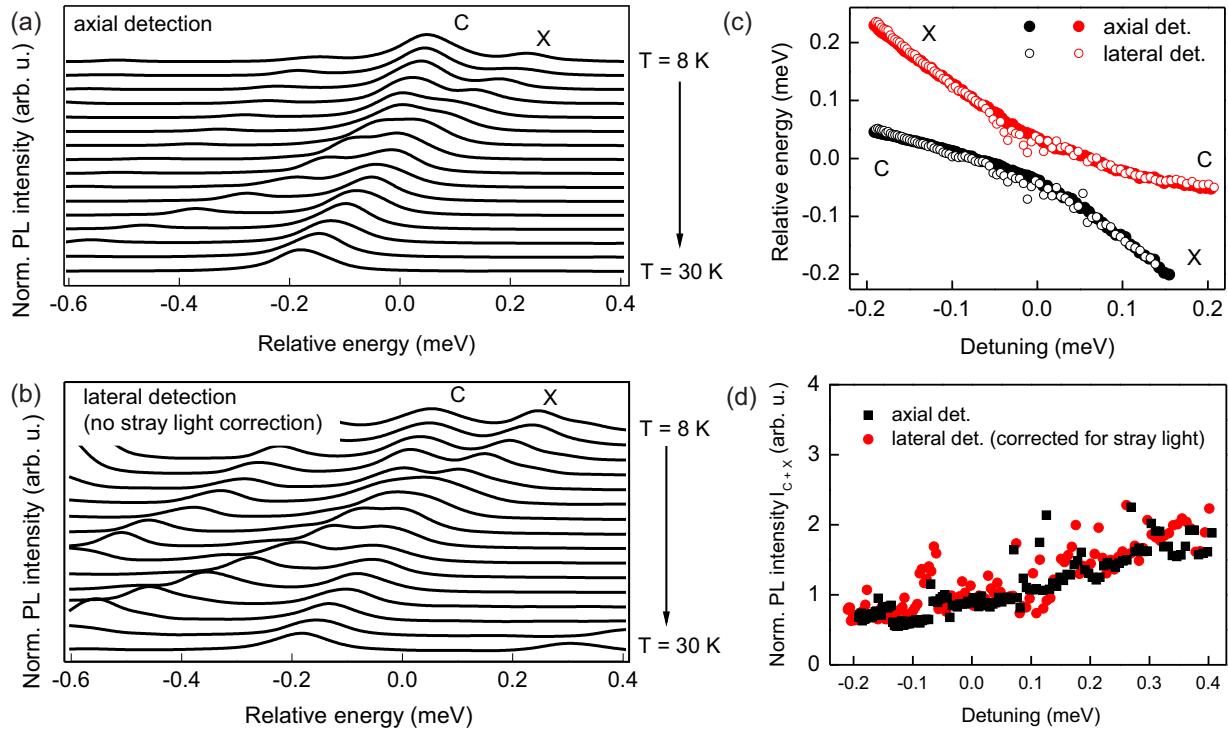 (a)
axial detection
C
X
T = 8 K
T = 30 K
Norm. PL intensity (arb. u.)
-0.6 -0.4 -0.2 0.0 0.2 0.4
Relative energy (meV)
(b)
lateral detection
(no stray light correction)
C
X
T = 8 K
T = 30 K
Norm. PL intensity (arb. u.)
-0.6 -0.4 -0.2 0.0 0.2 0.4
Relative energy (meV)
(c)
axial det.
lateral det.
X
C
C
X
0.2
0.1
0.0
-0.1
-0.2
Relative energy (meV)
-0.2 -0.1 0.0 0.1 0.2
Detuning (meV)
(d)
axial det.
lateral det. (corrected for stray light)
4
3
2
1
0
Norm. PL Intensity I C + X (arb. u.)
-0.2 -0.1 0.0 0.1 0.2 0.3 0.4
Detuning (meV)